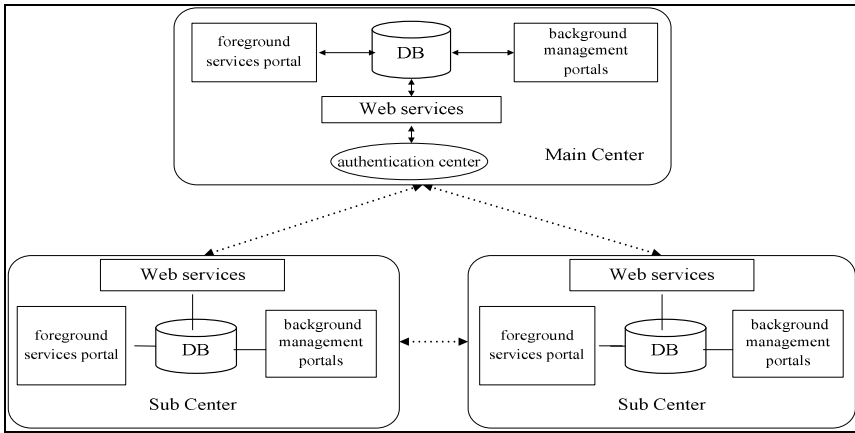 foreground
services portal
DB
background
management
portals
Web services
authentication center
Main Center
Web services
foreground
services portal
DB
background
management
portals
Sub Center
Web services
foreground
services portal
DB
background
management
portals
Sub Center